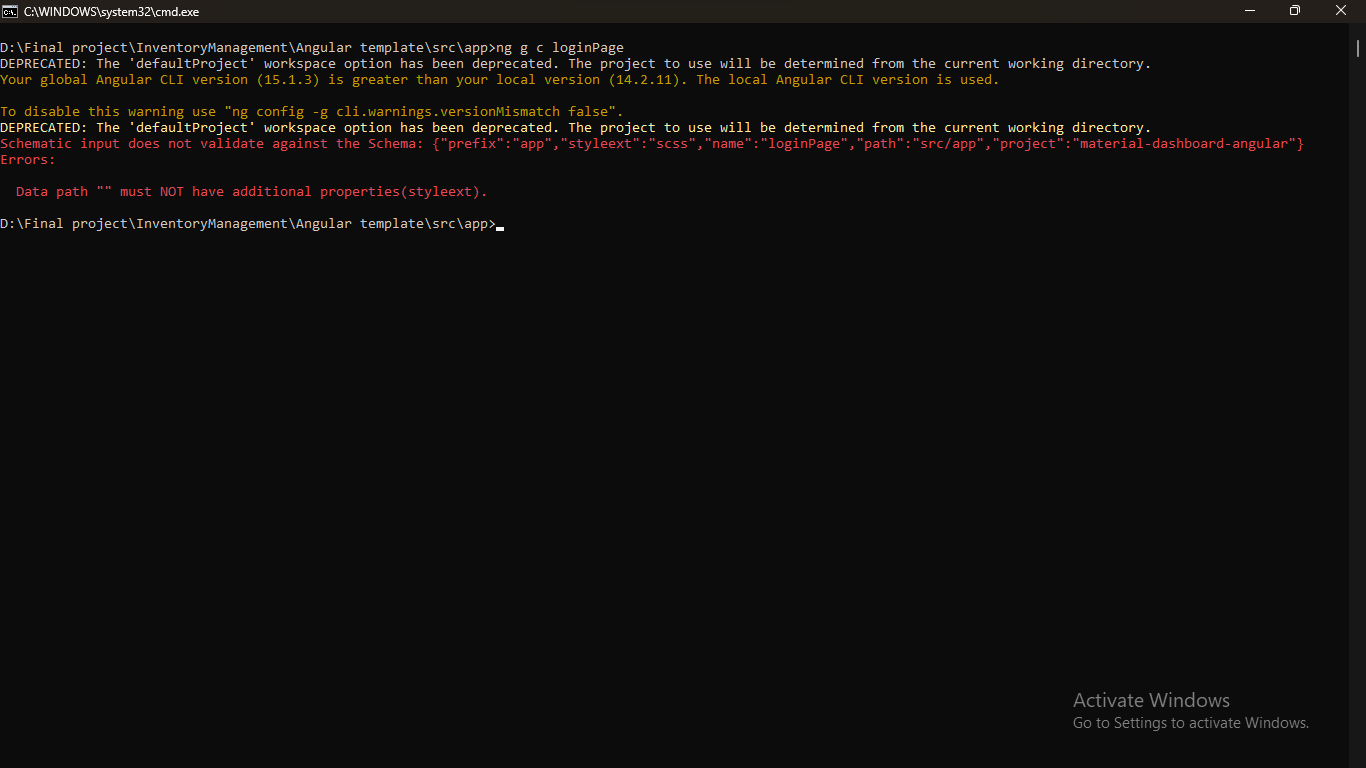 C:\WINDOWS\system32\cmd.exe
D:\Final project\InventoryManagement\Angular template\src\app>ng g c loginPage
DEPRECATED: The 'defaultProject' workspace option has been deprecated. The project to use will be determined from the current working directory.
Your global Angular CLI version (15.1.3) is greater than your local version (14.2.11). The local Angular CLI version is used.
To disable this warning use "ng config -g cli.warnings.versionMismatch false".
DEPRECATED: The 'defaultProject' workspace option has been deprecated. The project to use will be determined from the current working directory.
Schematic input does not validate against the Schema: {"prefix":"app","styleext":"scss","name":"loginPage","path":"src/app","project":"material-dashboard-angular"}
Errors:
Data path "" must NOT have additional properties(styleext).
D:\Final project\InventoryManagement\Angular template\src\app>
Activate Windows
Go to Settings to activate Windows.